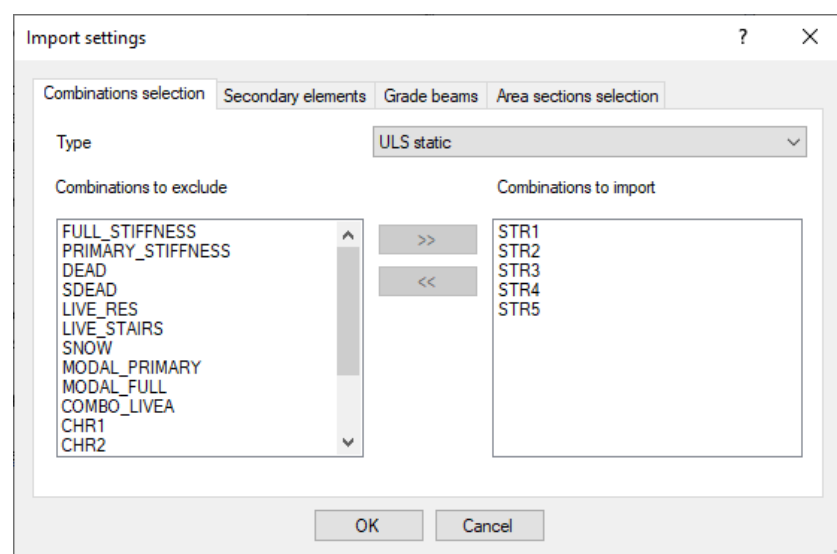 Import settings
?
Combinations selection
Secondary elements
Grade beams
Area sections selection
Type
ULS static
Combinations to exclude
FULL_STIFFNESS
PRIMARY_STIFFNESS
DEAD
SDEAD
LIVE_RES
LIVE_STAIRS
SNOW
MODAL_PRIMARY
MODAL_FULL
COMBO_LIVEA
CHR1
CHR2
>>
<<
Combinations to import
STR1
STR2
STR3
STR4
STR5
OK
Cancel